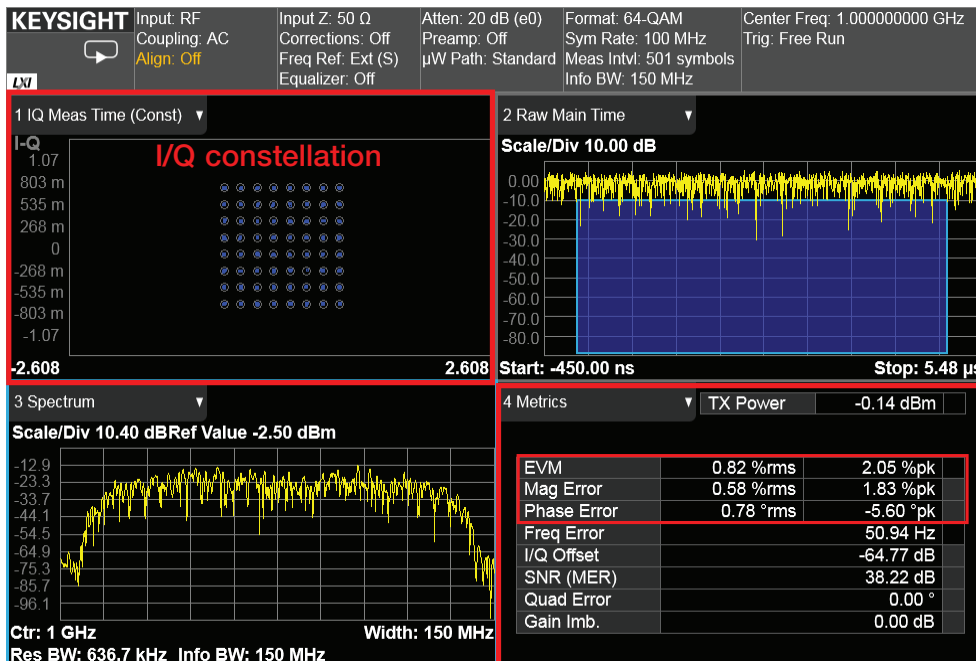 KEYSIGHT
LXI
Input: RF
Coupling: AC
Align: Off
Input Z: 50 Ω
Corrections: Off
Freq Ref: Ext (S)
Equalizer: Off
Atten: 20 dB (e0)
Preamp: Off
µW Path: Standard
Format: 64-QAM
Sym Rate: 100 MHz
Meas Intvl: 501 symbols
Info BW: 150 MHz
Center Freq: 1.000000000 GHz
Trig: Free Run
1 IQ Meas Time (Const)
I-Q
I/Q constellation
1.07
803 m
535 m
268 m
0
-268 m
-535 m
-803 m
-1.07
-2.608 2.608
2 Raw Main Time
Scale/Div 10.00 dB
0.00
-10.0
-20.0
-30.0
-40.0
-50.0
-60.0
-70.0
-80.0
Start: -450.00 ns Stop: 5.48 µs
3 Spectrum
Scale/Div 10.40 dBRef Value -2.50 dBm
-12.9
-23.3
-33.7
-44.1
-54.5
-64.9
-75.3
-85.7
-96.1
Ctr: 1 GHz Width: 150 MHz
Res BW: 636.7 kHz Info BW: 150 MHz
4 Metrics
TX Power -0.14 dBm
EVM 0.82 %rms 2.05 %pk
Mag Error 0.58 %rms 1.83 %pk
Phase Error 0.78 °rms -5.60 °pk
Freq Error 50.94 Hz
I/Q Offset -64.77 dB
SNR (MER) 38.22 dB
Quad Error 0.00 °
Gain Imb. 0.00 dB